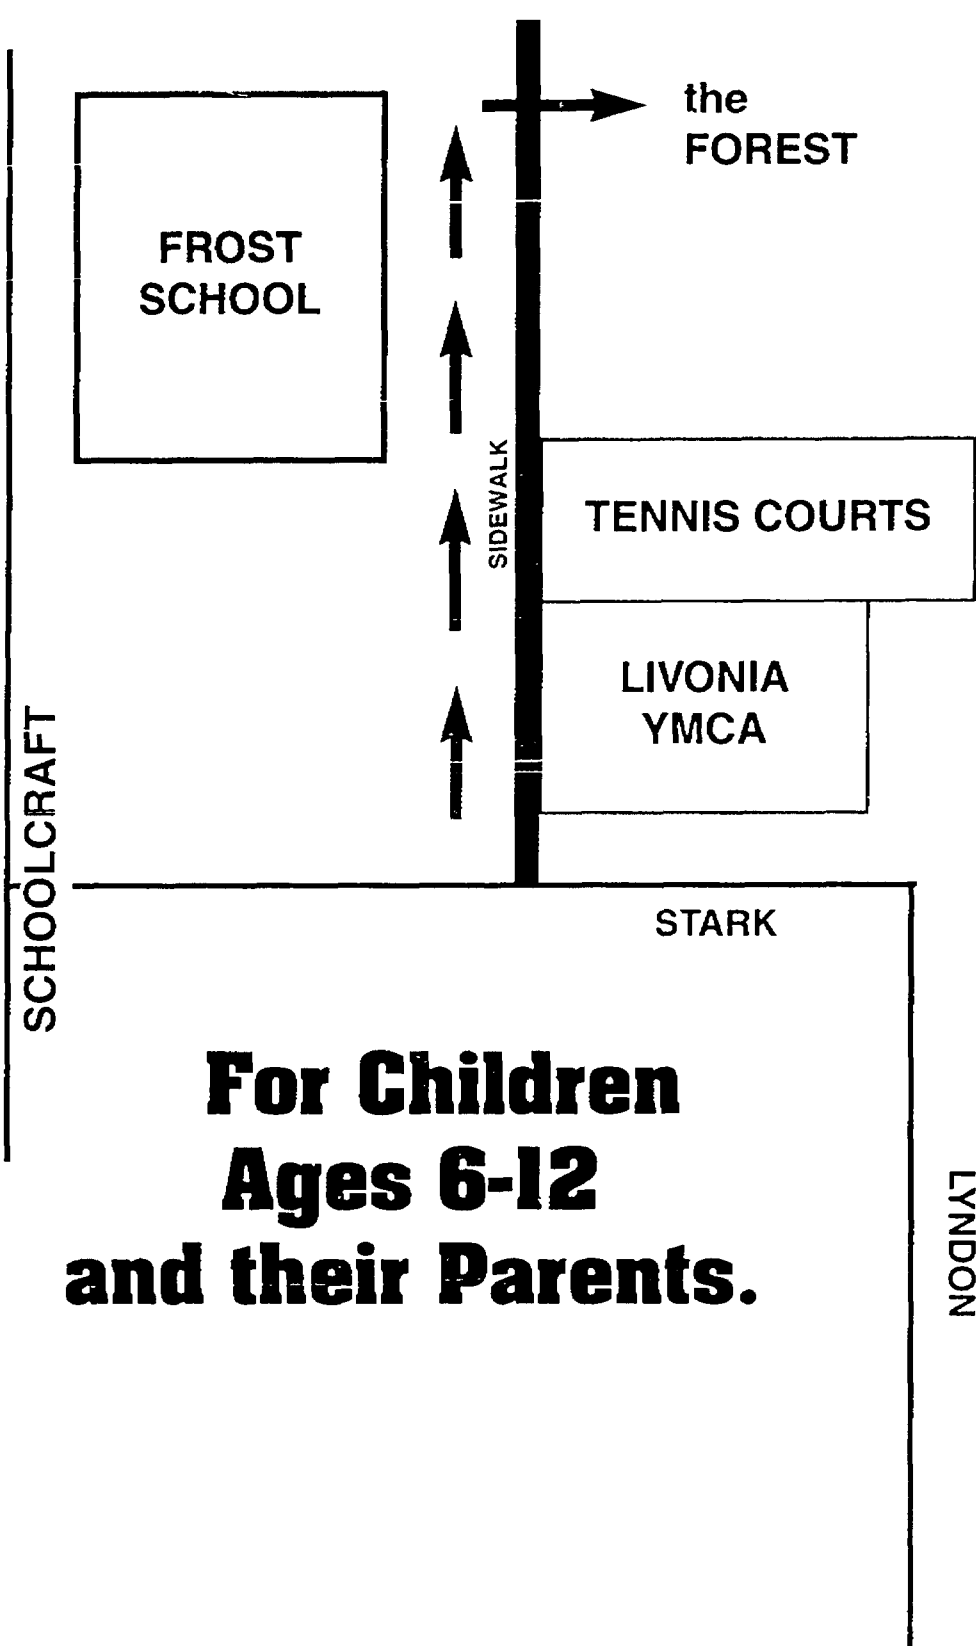 the
FOREST
FROST
SCHOOL
SIDEWALK
TENNIS COURTS
LIVONIA
YMCA
SCHOOLCRAFT
STARK
For Children
Ages 6-12
and their Parents.
LYNDON